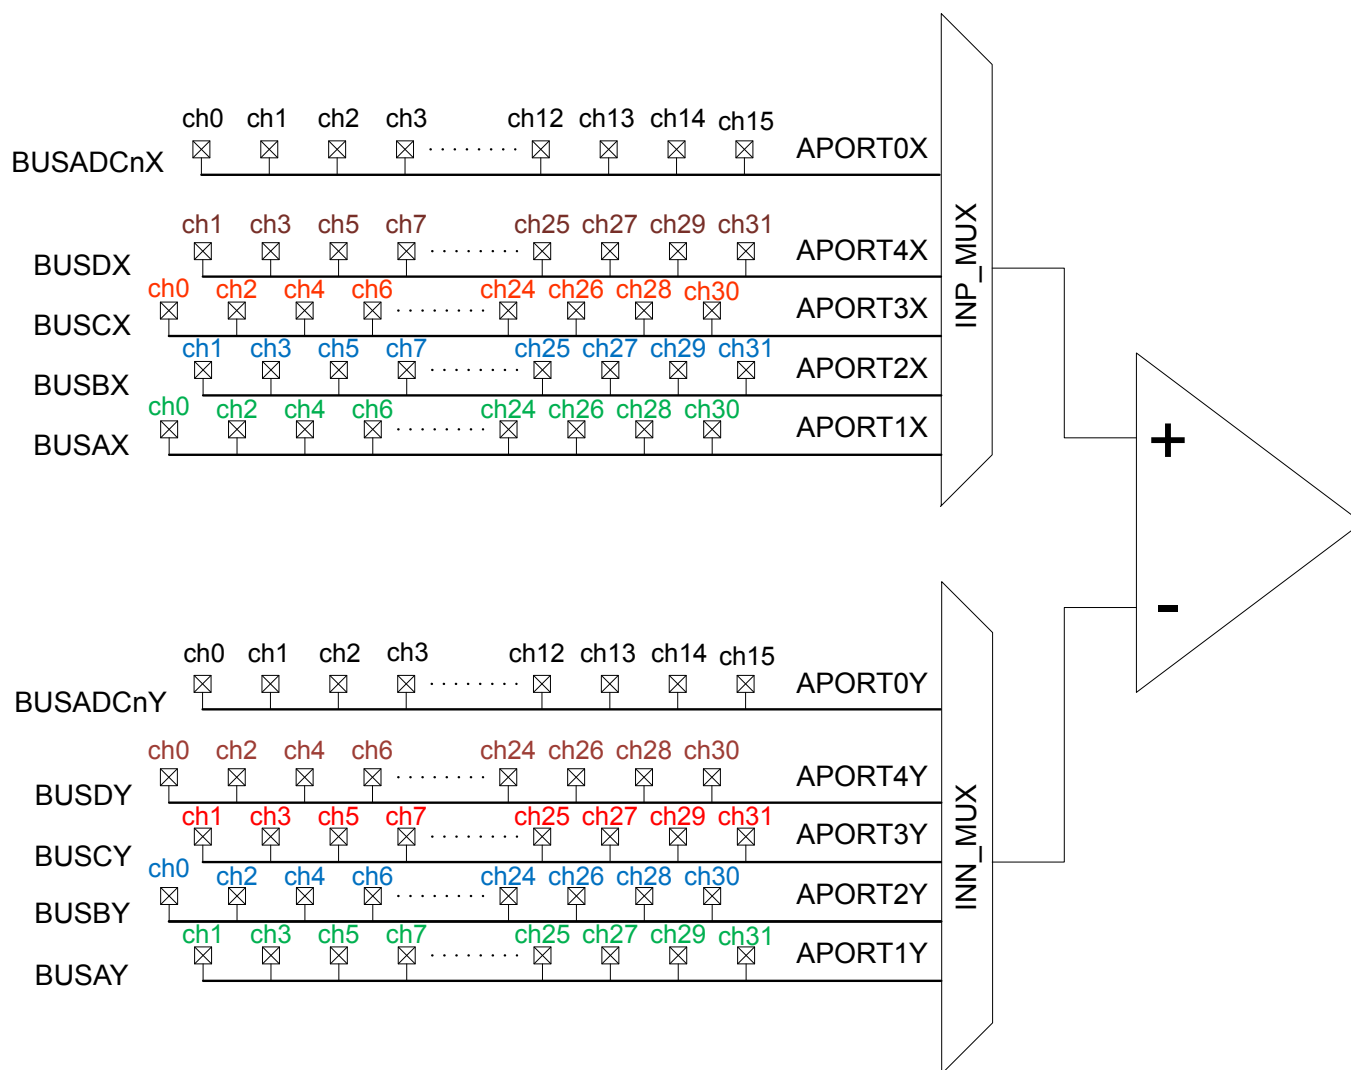 ch0 ch1 ch2 ch3 ch12 ch13 ch14 ch15
BUSADCnX APORT0X
ch1 ch3 ch5 ch7 ch25 ch27 ch29 ch31
BUSDX APORT4X
ch0 ch2 ch4 ch6 ch24 ch26 ch28 ch30
BUSCX APORT3X
ch1 ch3 ch5 ch7 ch25 ch27 ch29 ch31
BUSBX APORT2X
ch0 ch2 ch4 ch6 ch24 ch26 ch28 ch30
BUSAX APORT1X
INP_MUX
+
-
ch0 ch1 ch2 ch3 ch12 ch13 ch14 ch15
BUSADCnY APORT0Y
ch0 ch2 ch4 ch6 ch24 ch26 ch28 ch30
BUSDY APORT4Y
ch1 ch3 ch5 ch7 ch25 ch27 ch29 ch31
BUSCY APORT3Y
ch0 ch2 ch4 ch6 ch24 ch26 ch28 ch30
BUSBY APORT2Y
ch1 ch3 ch5 ch7 ch25 ch27 ch29 ch31
BUSAY APORT1Y
INN_MUX